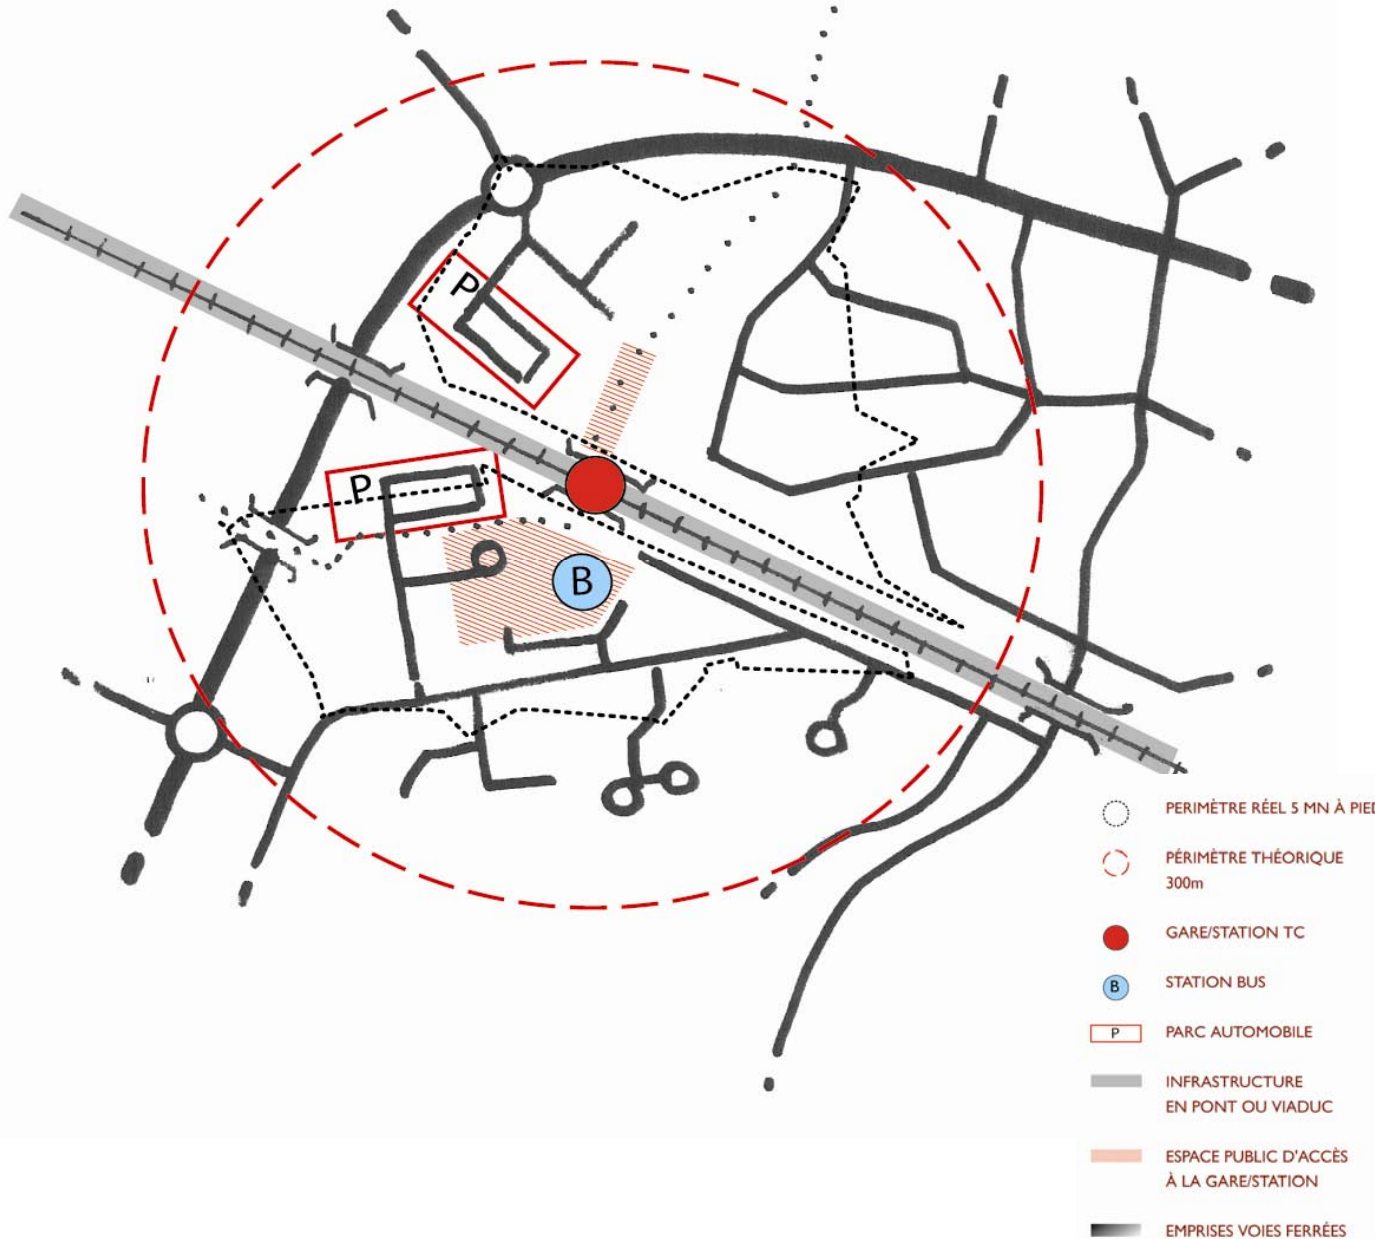 P
P
B
PERIMÈTRE RÉEL 5 MN À PIED
PÉRIMÈTRE THÉORIQUE
300m
GARE/STATION TC
B
STATION BUS
P
PARC AUTOMOBILE
INFRASTRUCTURE
EN PONT OU VIADUC
ESPACE PUBLIC D'ACCÈS
À LA GARE/STATION
EMPRISES VOIES FERRÉES